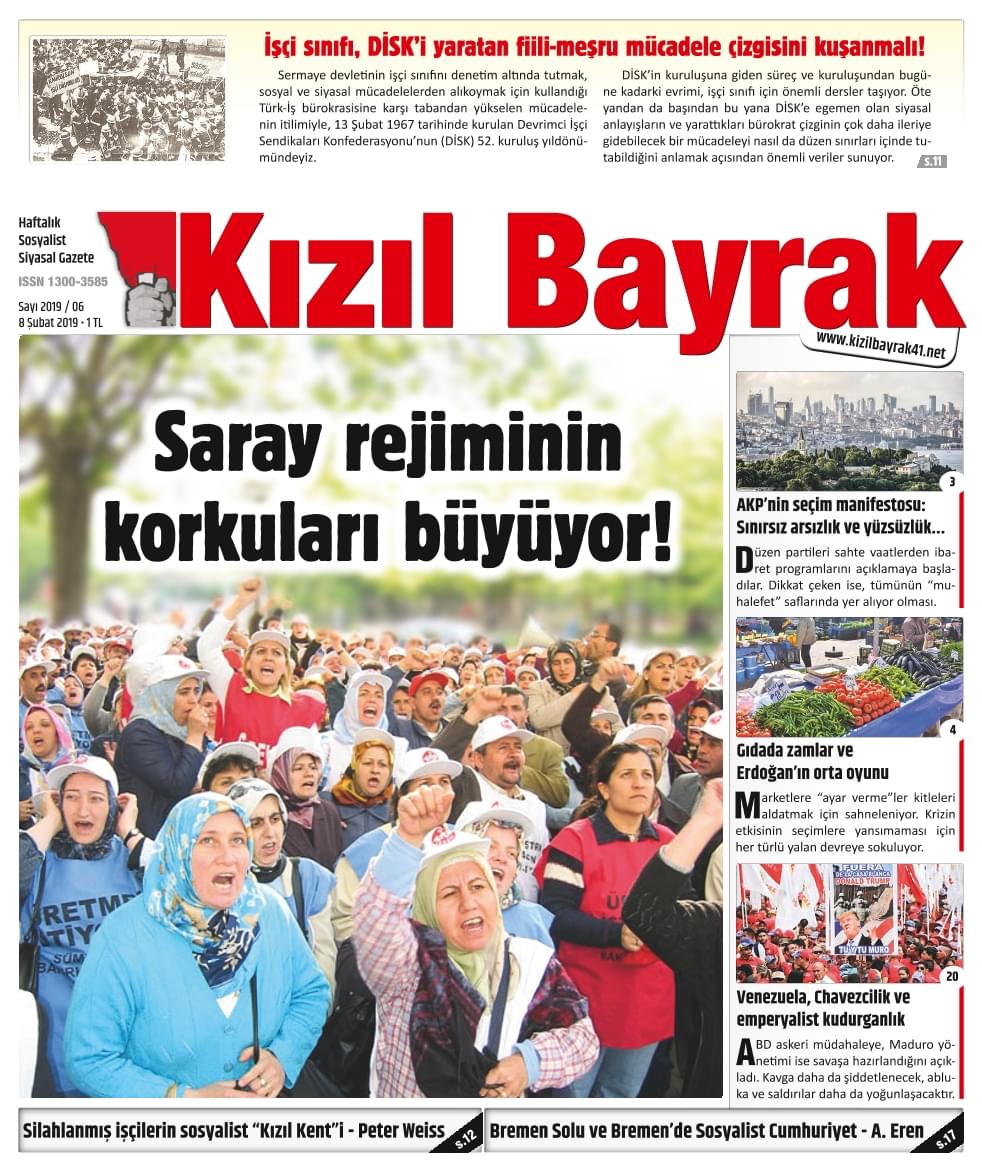 İşçi sınıfı, DİSK’i yaratan fiili-meşru mücadele çizgisini kuşanmalı!
Sermaye devletinin işçi sınıfını denetim altında tutmak,
sosyal ve siyasal mücadelelerden alıkoymak için kullandığı
Türk-İş bürokrasisine karşı tabandan yükselen mücadele-
nin itilimiyle, 13 Şubat 1967 tarihinde kurulan Devrimci İşçi
Sendikaları Konfederasyonu’nun (DİSK) 52. kuruluş yıldönü-
mündeyiz.
DİSK’in kuruluşuna giden süreç ve kuruluşundan bugü-
ne kadarki evrimi, işçi sınıfı için önemli dersler taşıyor. Öte
yandan da başından bu yana DİSK’e egemen olan siyasal
anlayışların ve yarattıkları bürokrat çizginin çok daha ileriye
gidebilecek bir mücadeleyi nasıl da düzen sınırları içinde tu-
tabildiğini anlamak açısından önemli veriler sunuyor.
s.11
Haftalık
Sosyalist
Siyasal Gazete
ISSN 1300-3585
Sayı 2019 / 06
8 Şubat 2019 • 1 TL
Kızıl Bayrak
www.kizilbayrak41.net
Saray rejiminin
korkuları büyüyor!
ÜRETME
SÜM
3
AKP’nin seçim manifestosu:
Sınırsız arsızlık ve yüzsüzlük...
Düzen partileri sahte vaatlerden iba-
ret programlarını açıklamaya başla-
dılar. Dikkat çeken ise, tümünün “mu-
halefet” saflarında yer alıyor olması.
4
Gıdada zamlar ve
Erdoğan’ın orta oyunu
Marketlere “ayar verme”ler kitleleri
aldatmak için sahneleniyor. Krizin
etkisinin seçimlere yansımaması için
her türlü yalan devreye sokuluyor.
FUERA
DE LA CASA BLANCA
DONALD TRUMP
TU Y TU MURO
20
Venezuela, Chavezcilik ve
emperyalist kudurganlık
ABD askeri müdahaleye, Maduro yö-
netimi ise savaşa hazırlandığını açık-
ladı. Kavga daha da şiddetlenecek, ablu-
ka ve saldırılar daha da yoğunlaşacaktır.
Silahlanmış işçilerin sosyalist “Kızıl Kent”i - Peter Weiss
s.12
Bremen Solu ve Bremen’de Sosyalist Cumhuriyet - A. Eren
s.17